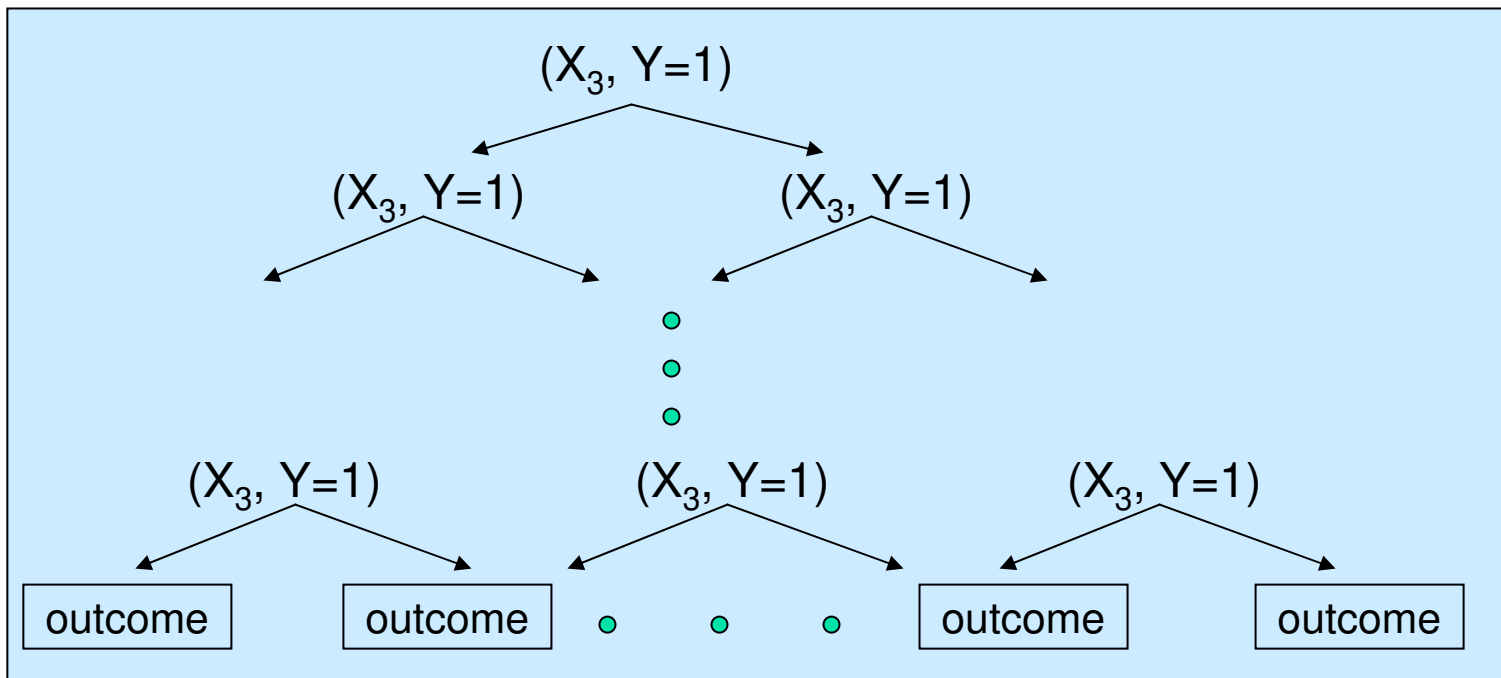 (X₃, Y=1)
(X₃, Y=1) (X₃, Y=1)
(X₃, Y=1) (X₃, Y=1) (X₃, Y=1)
outcome outcome outcome outcome